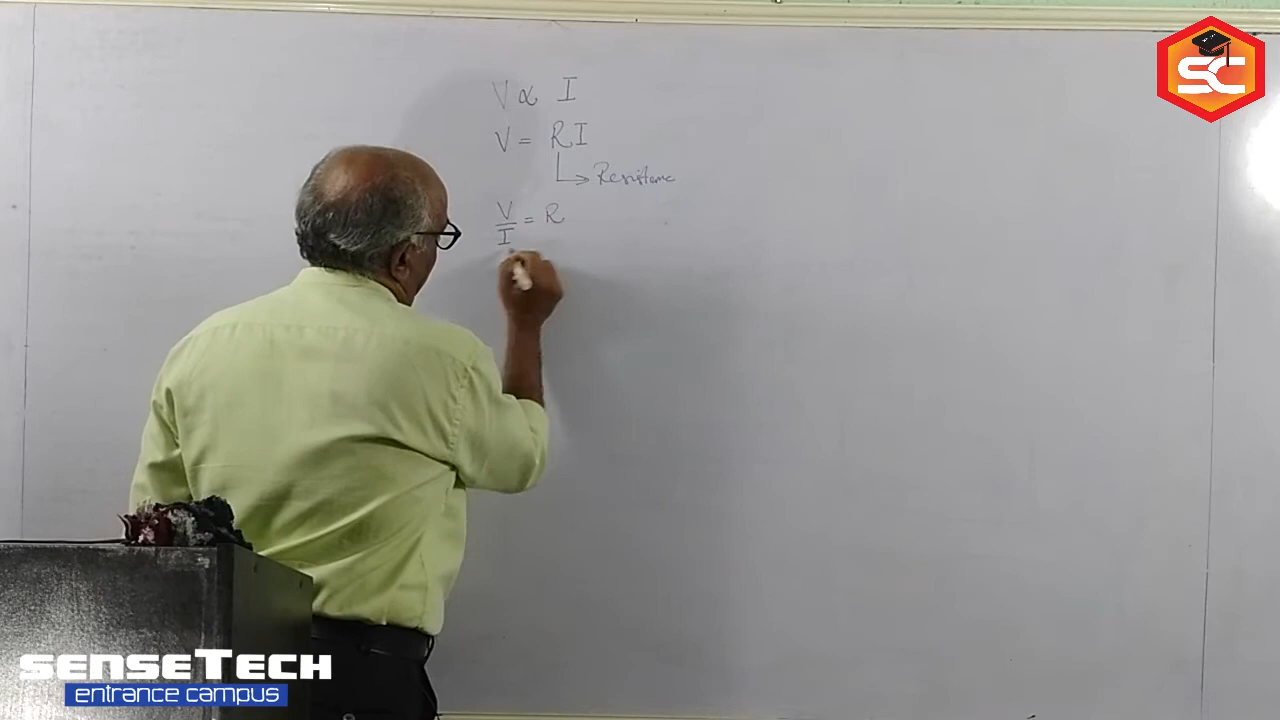 SC
V ∝ I
V = RI
↳ Resistance
V/I = R
SENSETECH
entrance campus